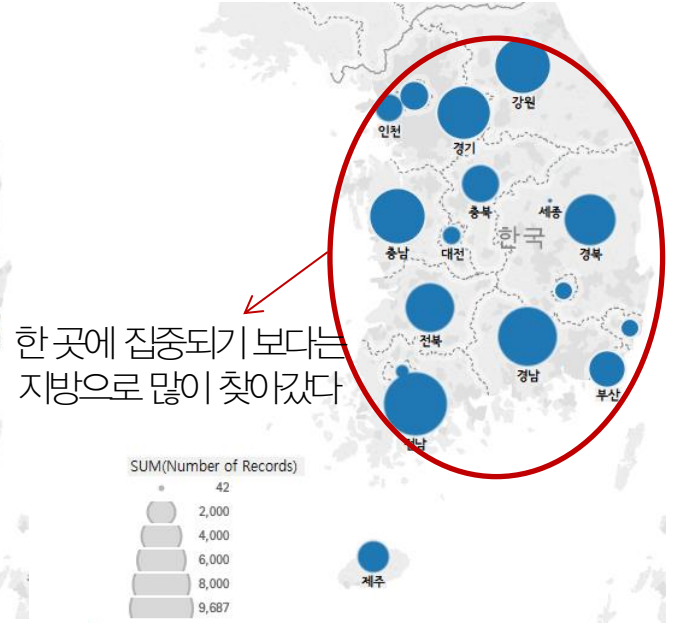 강원
인천
경기
충북
세종
충남
대전
한국
경북
한 곳에 집중되기 보다는
지방으로 많이 찾아갔다
전북
경남
부산
전남
SUM(Number of Records)
42
2,000
4,000
6,000
8,000
9,687
제주